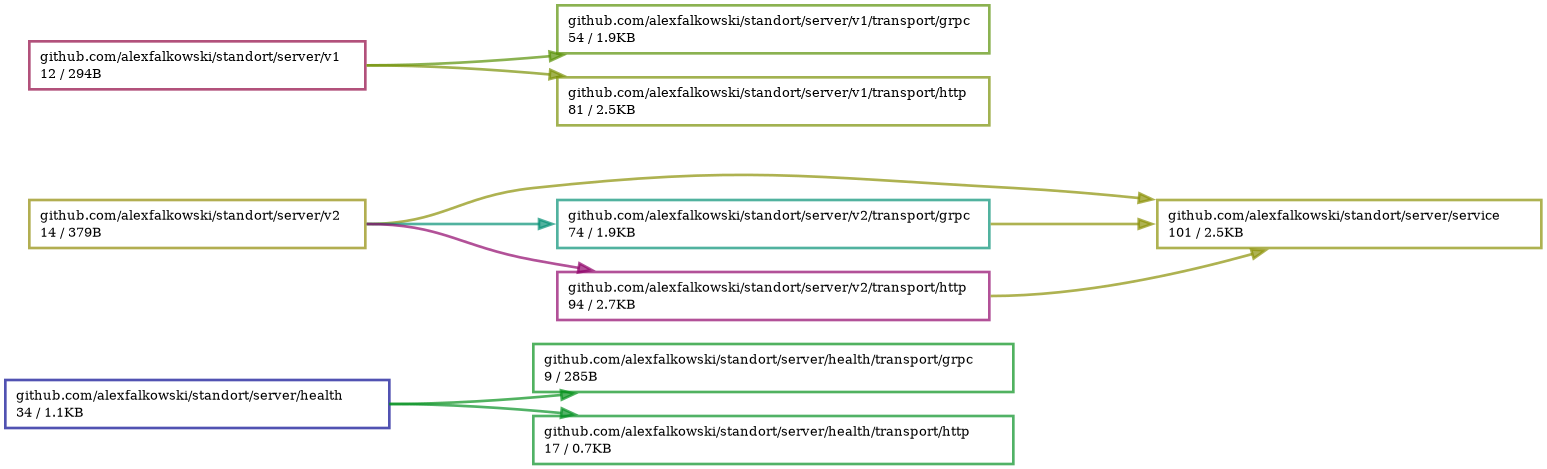 github.com/alexfalkowski/standort/server/v1
12 / 294B
github.com/alexfalkowski/standort/server/v1/transport/grpc
54 / 1.9KB
github.com/alexfalkowski/standort/server/v1/transport/http
81 / 2.5KB
github.com/alexfalkowski/standort/server/v2
14 / 379B
github.com/alexfalkowski/standort/server/v2/transport/grpc
74 / 1.9KB
github.com/alexfalkowski/standort/server/v2/transport/http
94 / 2.7KB
github.com/alexfalkowski/standort/server/service
101 / 2.5KB
github.com/alexfalkowski/standort/server/health
34 / 1.1KB
github.com/alexfalkowski/standort/server/health/transport/grpc
9 / 285B
github.com/alexfalkowski/standort/server/health/transport/http
17 / 0.7KB